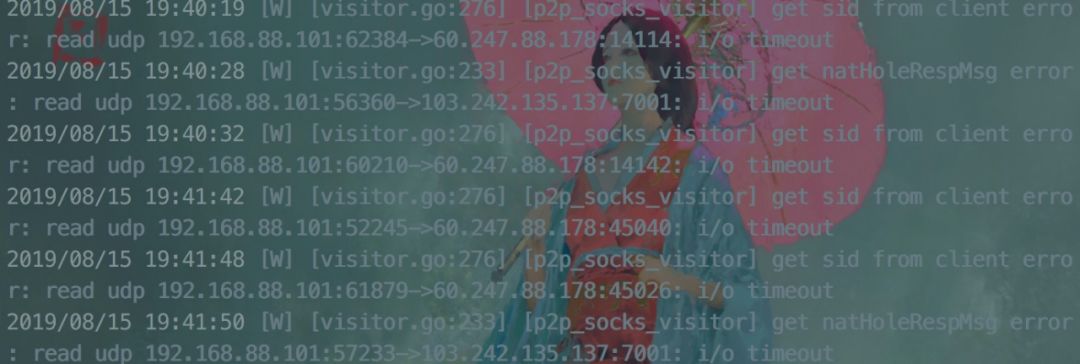 2019/08/15 19:40:19 [W] [visitor.go:276] [p2p_socks_visitor] get sid from client erro
r: read udp 192.168.88.101:62384->60.247.88.178:14114: i/o timeout
2019/08/15 19:40:28 [W] [visitor.go:233] [p2p_socks_visitor] get natHoleRespMsg error
: read udp 192.168.88.101:56360->103.242.135.137:7001: i/o timeout
2019/08/15 19:40:32 [W] [visitor.go:276] [p2p_socks_visitor] get sid from client erro
r: read udp 192.168.88.101:60210->60.247.88.178:14142: i/o timeout
2019/08/15 19:41:42 [W] [visitor.go:276] [p2p_socks_visitor] get sid from client erro
r: read udp 192.168.88.101:52245->60.247.88.178:45040: i/o timeout
2019/08/15 19:41:48 [W] [visitor.go:276] [p2p_socks_visitor] get sid from client erro
r: read udp 192.168.88.101:61879->60.247.88.178:45026: i/o timeout
2019/08/15 19:41:50 [W] [visitor.go:233] [p2p_socks_visitor] get natHoleRespMsg error
: read udp 192.168.88.101:57233->103.242.135.137:7001: i/o timeout